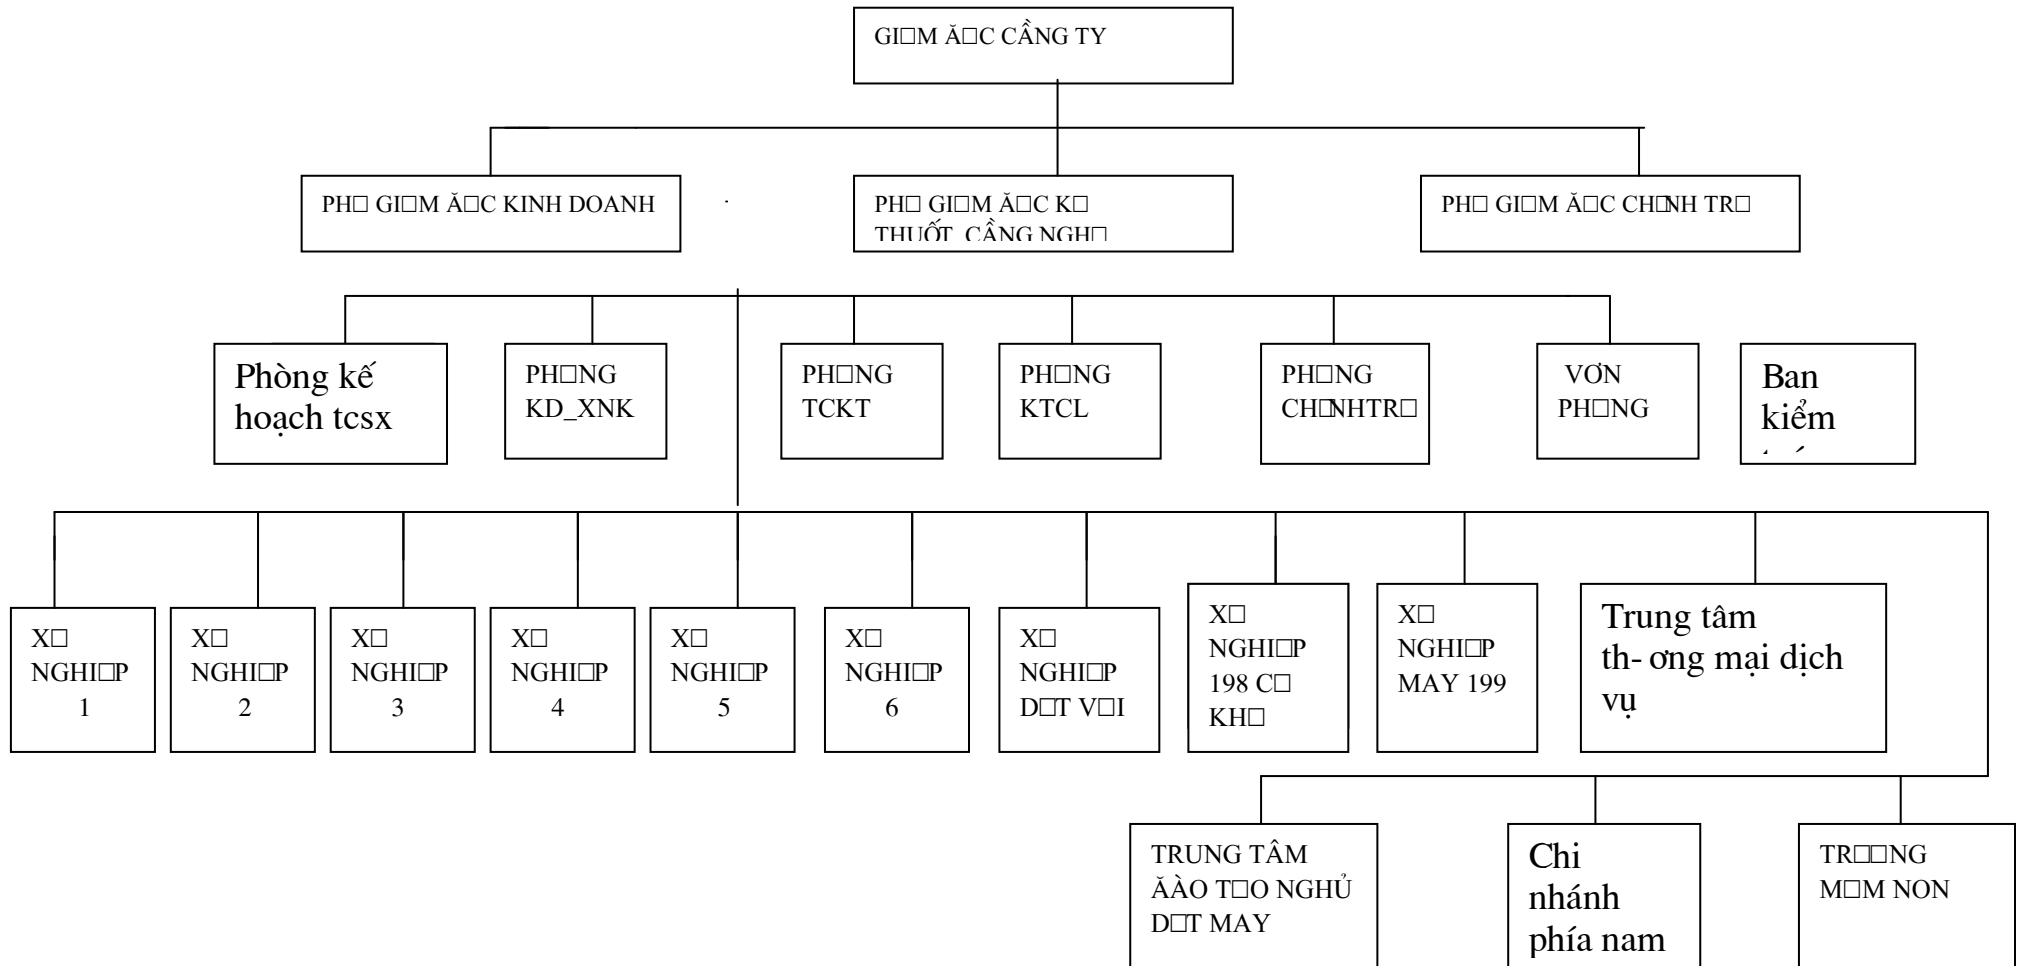 GI□M Ă□C CẦNG TY
PH□ GI□M Ă□C KINH DOANH
PH□ GI□M Ă□C K□
THUỐT CẦNG NGH□
PH□ GI□M Ă□C CH□NH TR□
Phòng kế
hoạch tcsx
PH□NG
KD_XNK
PH□NG
TCKT
PH□NG
KTCL
PH□NG
CH□NHTR□
VƠN
PH□NG
Ban
kiểm
X□
NGHI□P
1
X□
NGHI□P
2
X□
NGHI□P
3
X□
NGHI□P
4
X□
NGHI□P
5
X□
NGHI□P
6
X□
NGHI□P
D□T V□I
X□
NGHI□P
198 C□
KH□
X□
NGHI□P
MAY 199
Trung tâm
th-ơng mại dịch
vụ
TRUNG TÂM
ĂÀO T□O NGHỦ
D□T MAY
Chi
nhánh
phía nam
TR□□NG
M□M NON